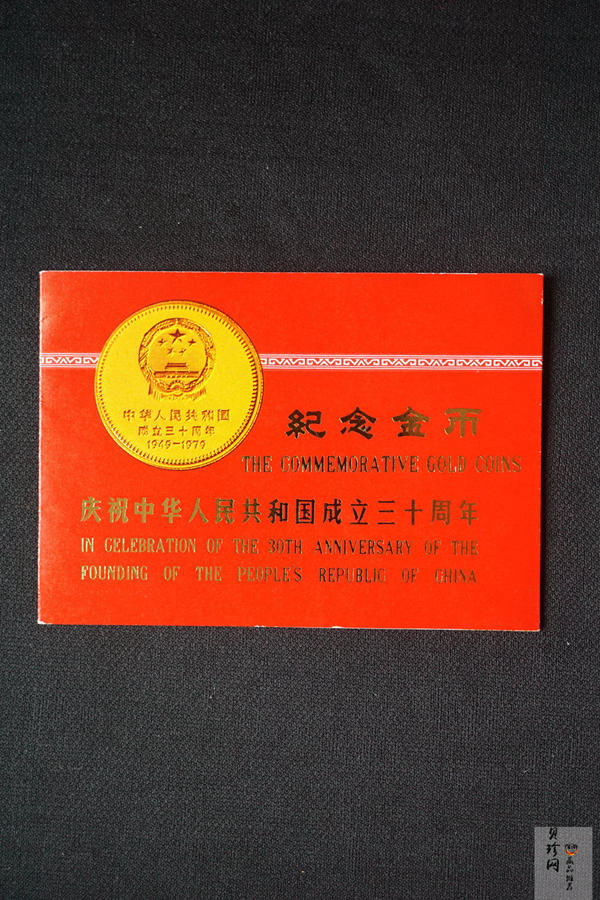 中华人民共和国
成立三十周年
1949-1979
紀念金币
THE COMMEMORATIVE GOLD COINS
庆祝中华人民共和国成立三十周年
IN CELEBRATION OF THE 30TH ANNIVERSARY OF THE
FOUNDING OF THE PEOPLE'S REPUBLIC OF CHINA
贝珍网